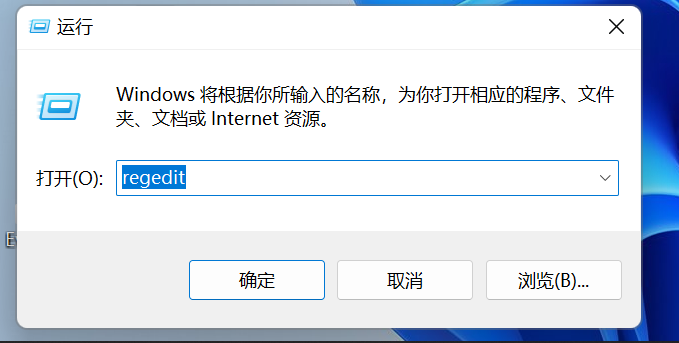 运行
Windows 将根据你所输入的名称，为你打开相应的程序、文件
夹、文档或 Internet 资源。
打开(O): regedit
确定 取消 浏览(B)...